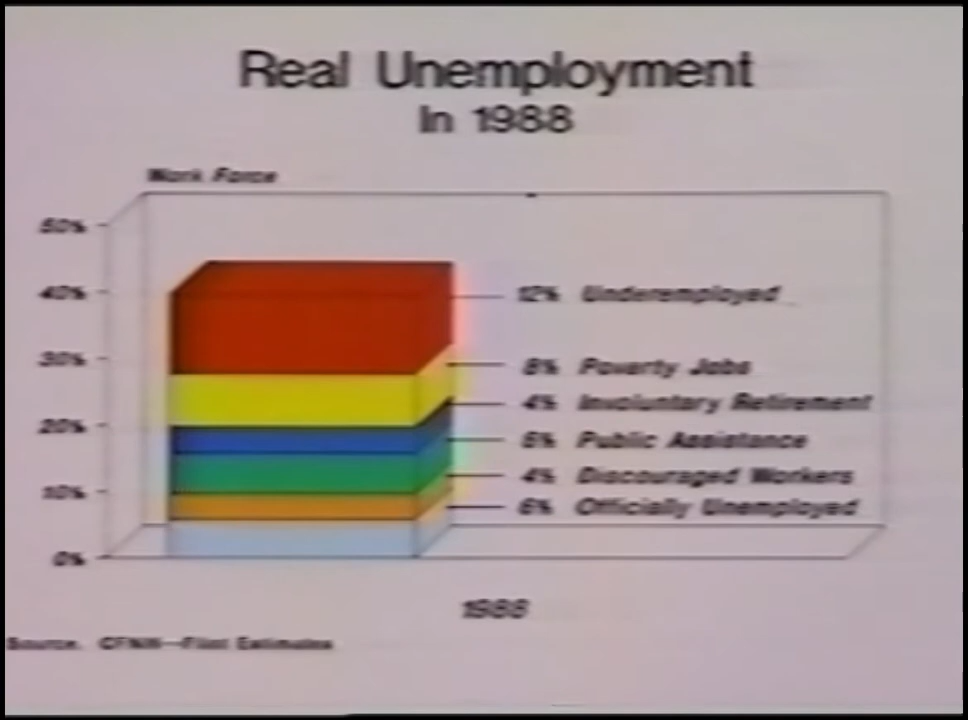 Real Unemployment
In 1988
Work Force
50%
40%
30%
20%
10%
0%
12% Underemployed
8% Poverty Jobs
4% Involuntary Retirement
6% Public Assistance
4% Discouraged Workers
6% Officially Unemployed
1988
Source. Estimates